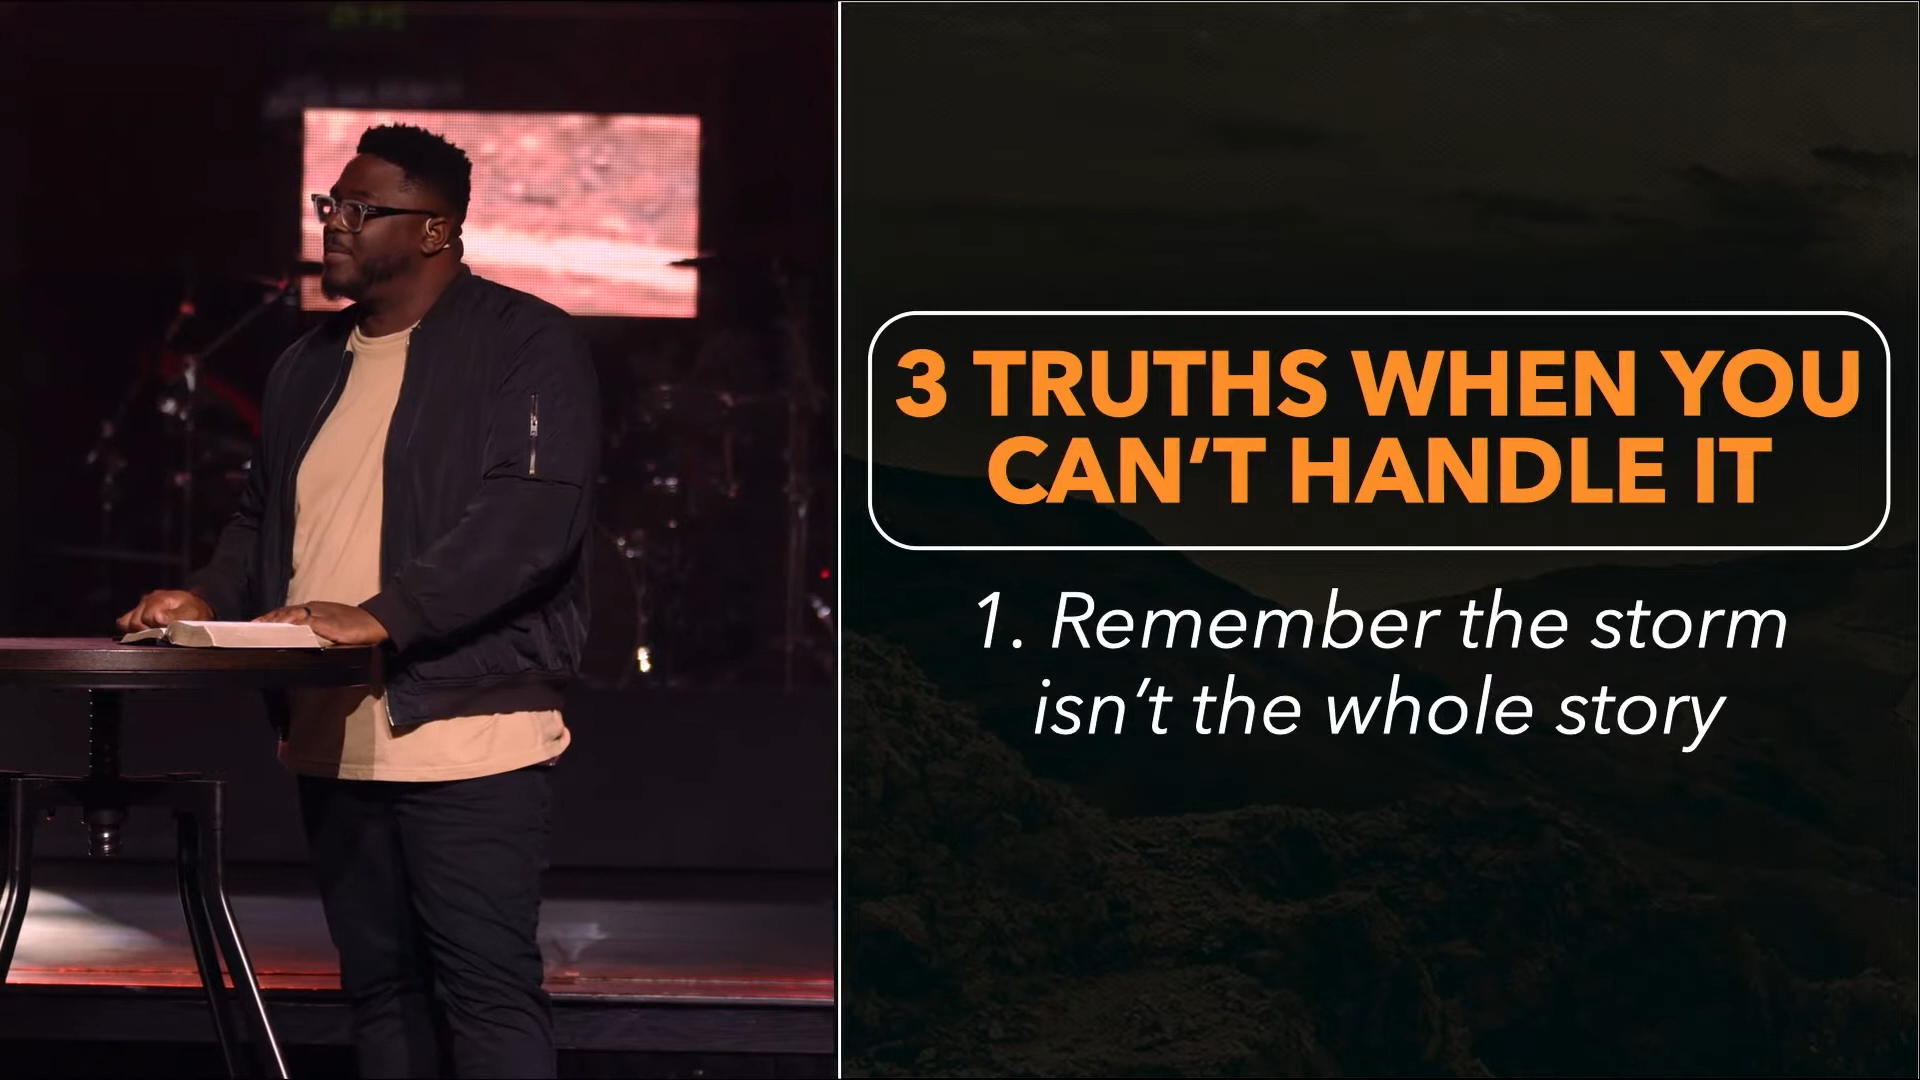 3 TRUTHS WHEN YOU
CAN’T HANDLE IT
1. Remember the storm
isn’t the whole story